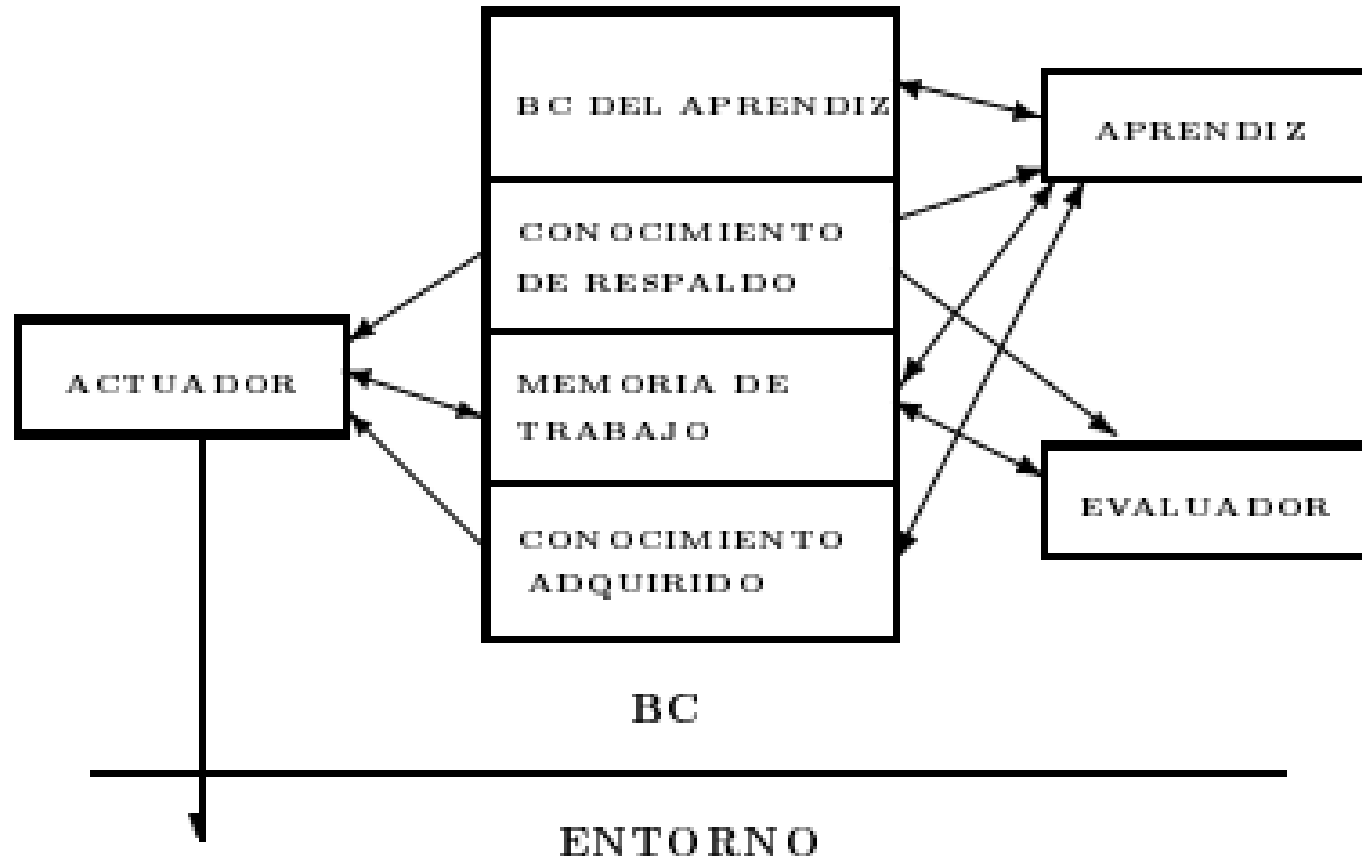 BC DEL APRENDIZ
APRENDIZ
CONOCIMIENTO
DE RESPALDO
ACTUADOR
MEMORIA DE
TRABAJO
EVALUADOR
CONOCIMIENTO
ADQUIRIDO
BC
ENTORNO